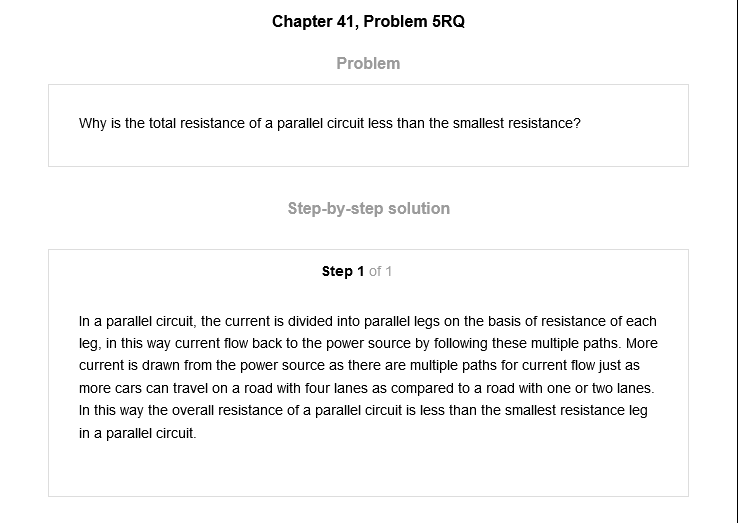 Chapter 41, Problem 5RQ
Problem
Why is the total resistance of a parallel circuit less than the smallest resistance?
Step-by-step solution
Step 1 of 1
In a parallel circuit, the current is divided into parallel legs on the basis of resistance of each
leg, in this way current flow back to the power source by following these multiple paths. More
current is drawn from the power source as there are multiple paths for current flow just as
more cars can travel on a road with four lanes as compared to a road with one or two lanes.
In this way the overall resistance of a parallel circuit is less than the smallest resistance leg
in a parallel circuit.